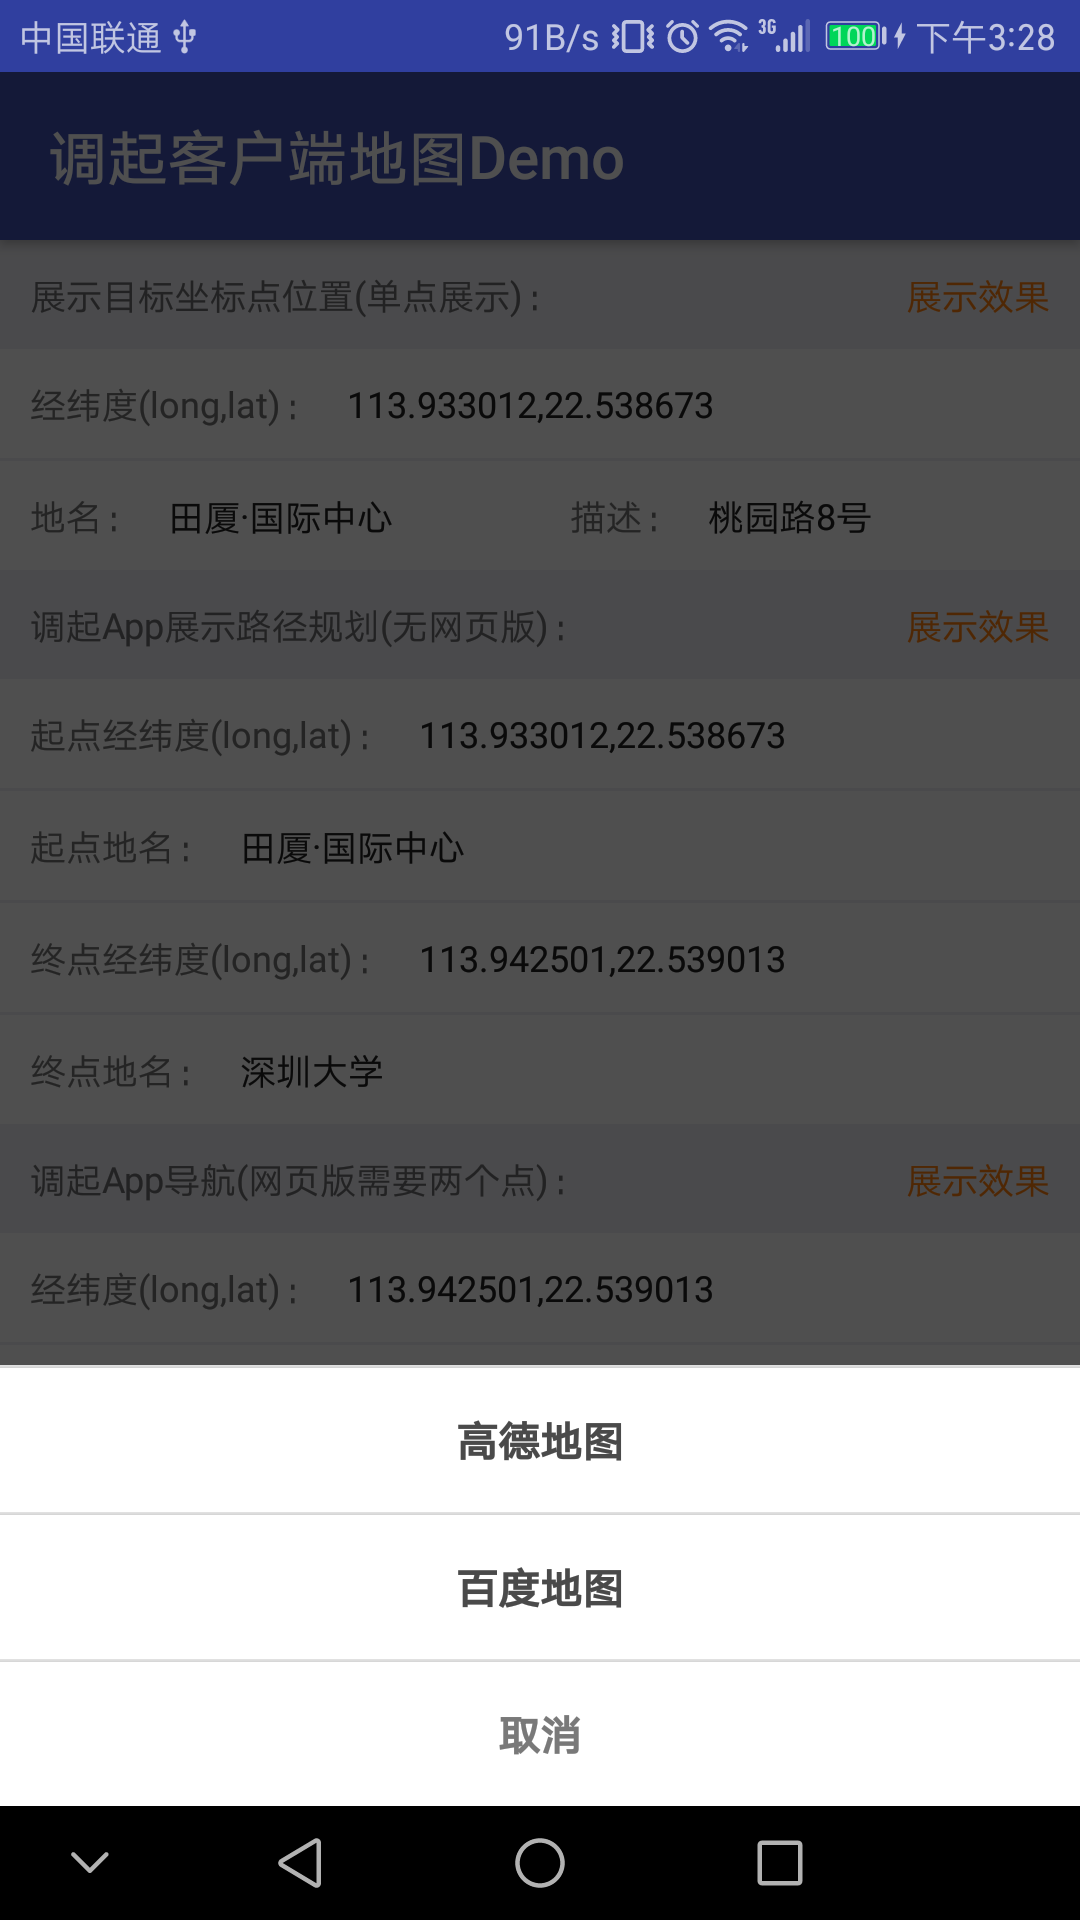 中国联通 91B/s 3G 100 下午3:28
调起客户端地图Demo
展示目标坐标点位置(单点展示): 展示效果
经纬度(long,lat): 113.933012,22.538673
地名: 田厦·国际中心 描述: 桃园路8号
调起App展示路径规划(无网页版): 展示效果
起点经纬度(long,lat): 113.933012,22.538673
起点地名: 田厦·国际中心
终点经纬度(long,lat): 113.942501,22.539013
终点地名: 深圳大学
调起App导航(网页版需要两个点): 展示效果
经纬度(long,lat): 113.942501,22.539013
高德地图
百度地图
取消